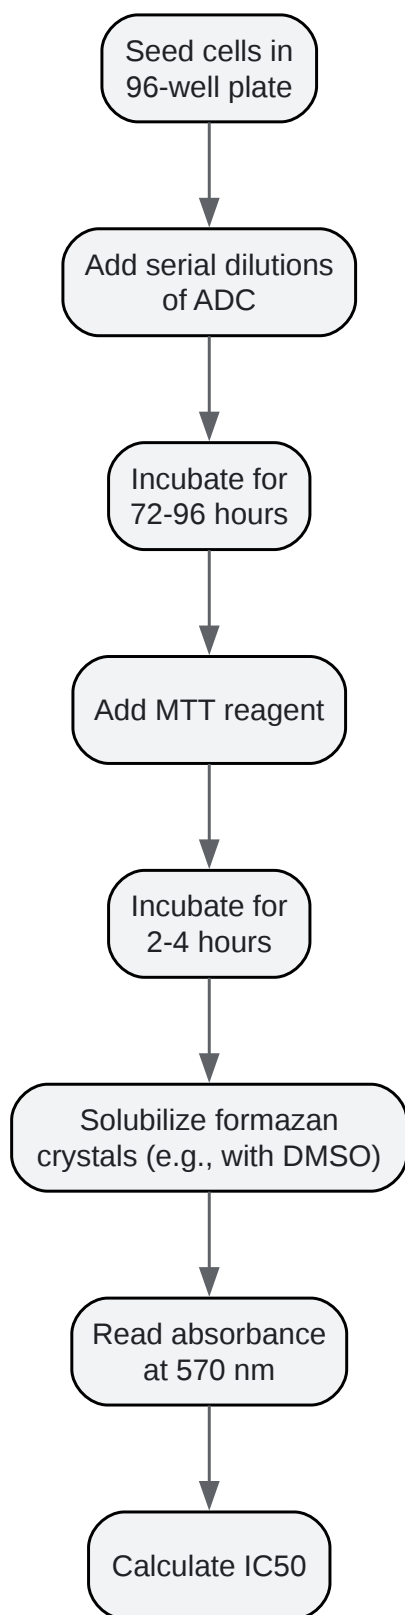 Seed cells in
96-well plate
Add serial dilutions
of ADC
Incubate for
72-96 hours
Add MTT reagent
Incubate for
2-4 hours
Solubilize formazan
crystals (e.g., with DMSO)
Read absorbance
at 570 nm
Calculate IC50